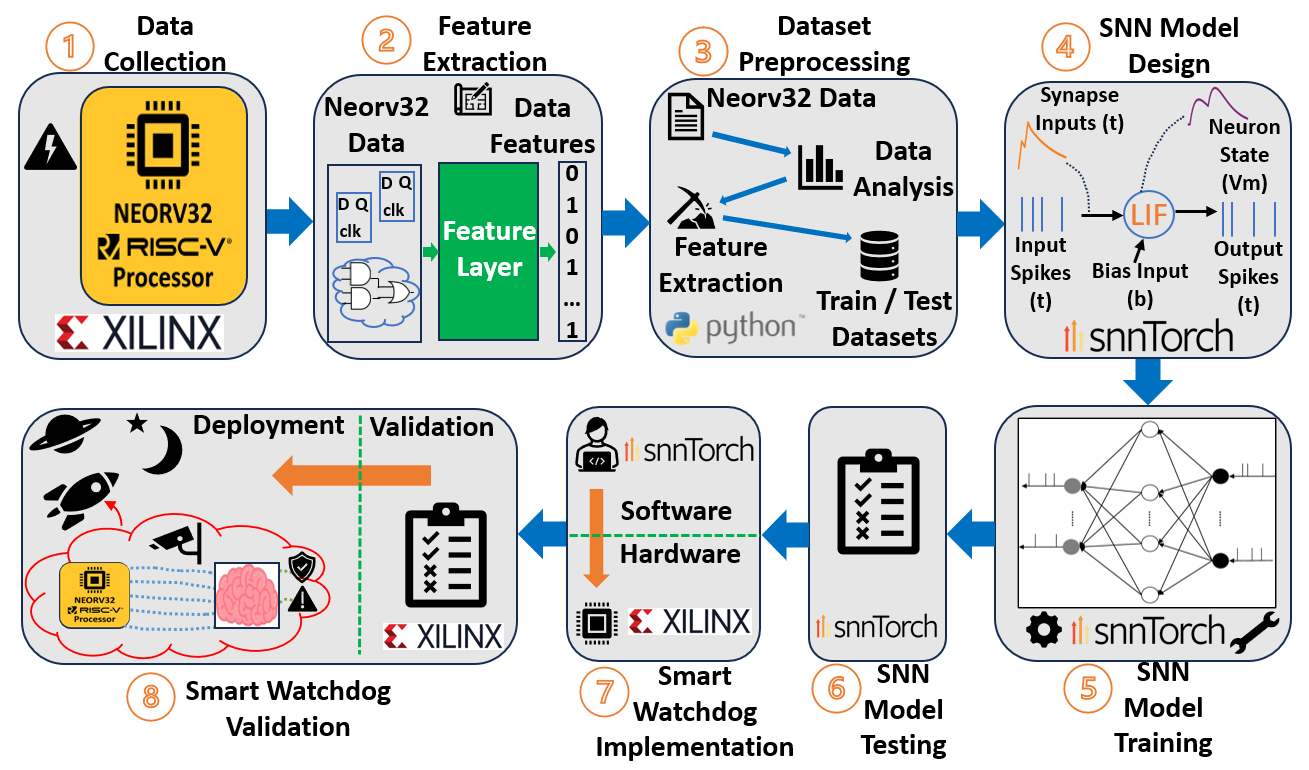 1
Data
Collection
NEORV32
RISC-V®
Processor
XILINX
2
Feature
Extraction
Neorv32
Data
Data
Features
D Q
clk
D Q
clk
Feature
Layer
0
1
0
1
...
1
3
Dataset
Preprocessing
Neorv32 Data
Data
Analysis
Feature
Extraction
Train / Test
Datasets
python™
4
SNN Model
Design
Synapse
Inputs (t)
Neuron
State
(Vm)
LIF
Input
Spikes
(t)
Bias Input
(b)
Output
Spikes
(t)
snnTorch
snnTorch
5
SNN
Model
Training
snnTorch
6
SNN
Model
Testing
snnTorch
Software
Hardware
XILINX
7
Smart
Watchdog
Implementation
Deployment
Validation
NEORV32
RISC-V®
Processor
XILINX
8
Smart Watchdog
Validation